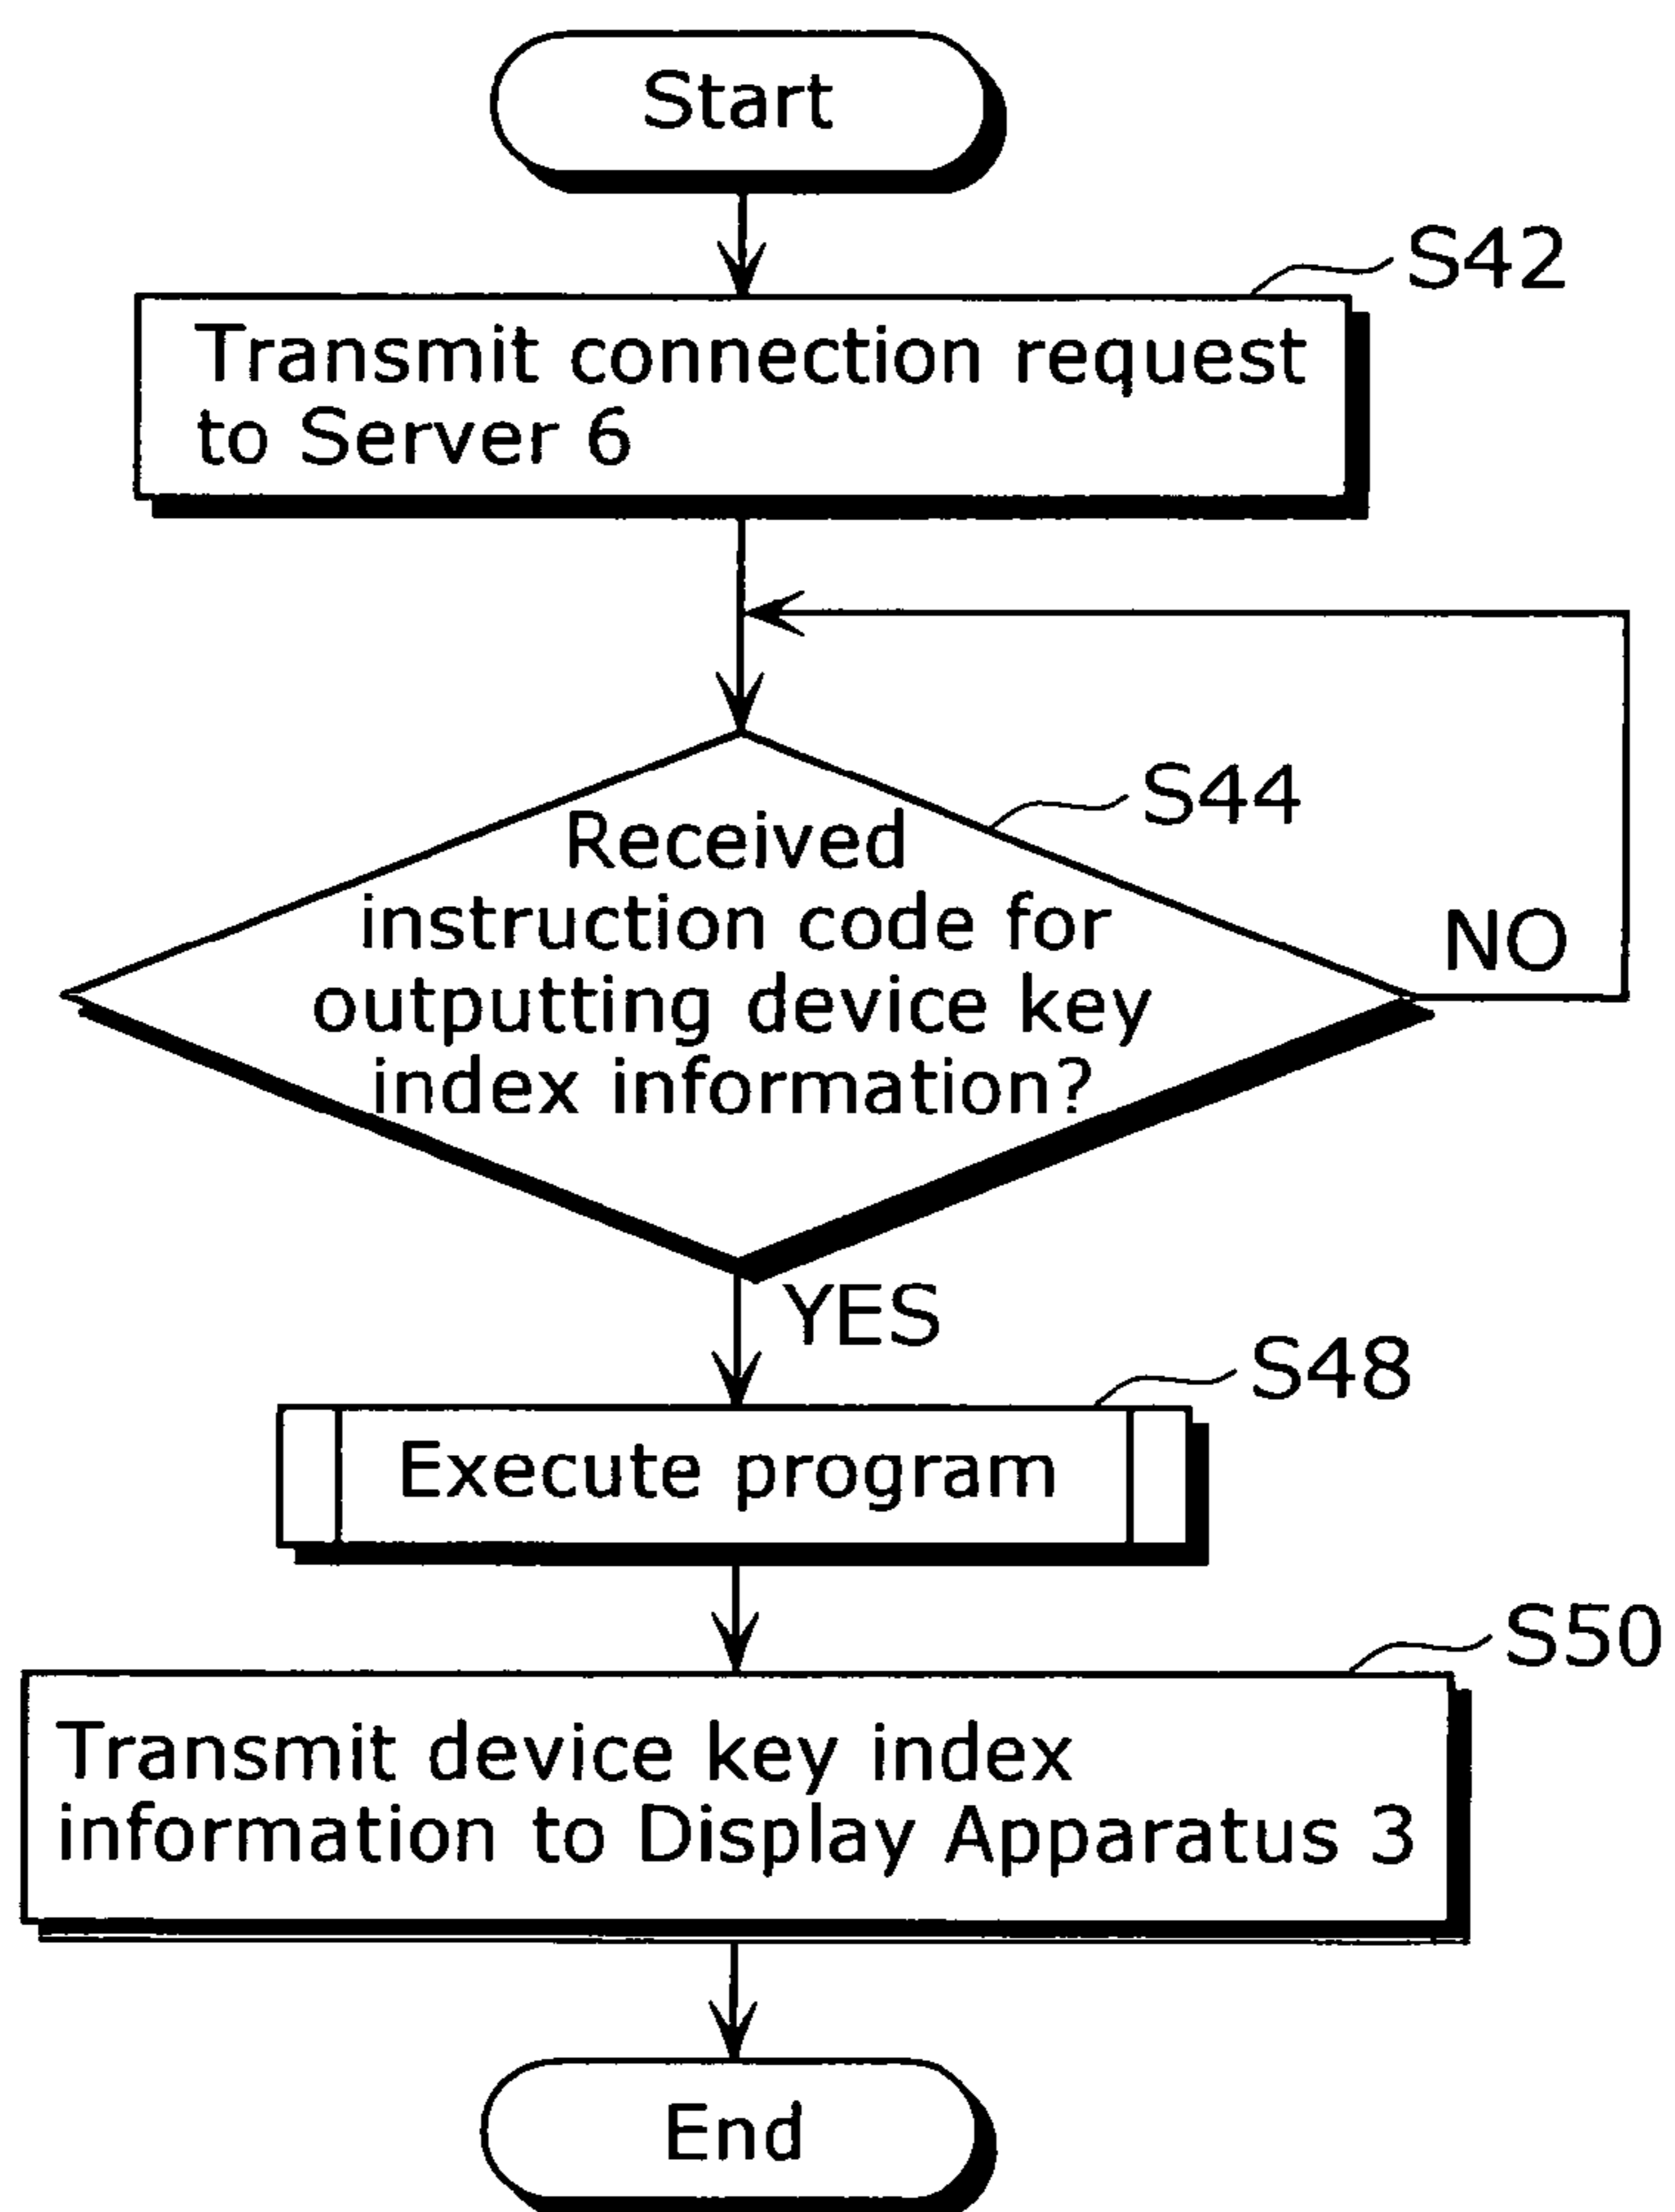 Start
S42
Transmit connection request
to Server 6
S44
Received
instruction code for
outputting device key
index information?
NO
YES
S48
Execute program
S50
Transmit device key index
information to Display Apparatus 3
End